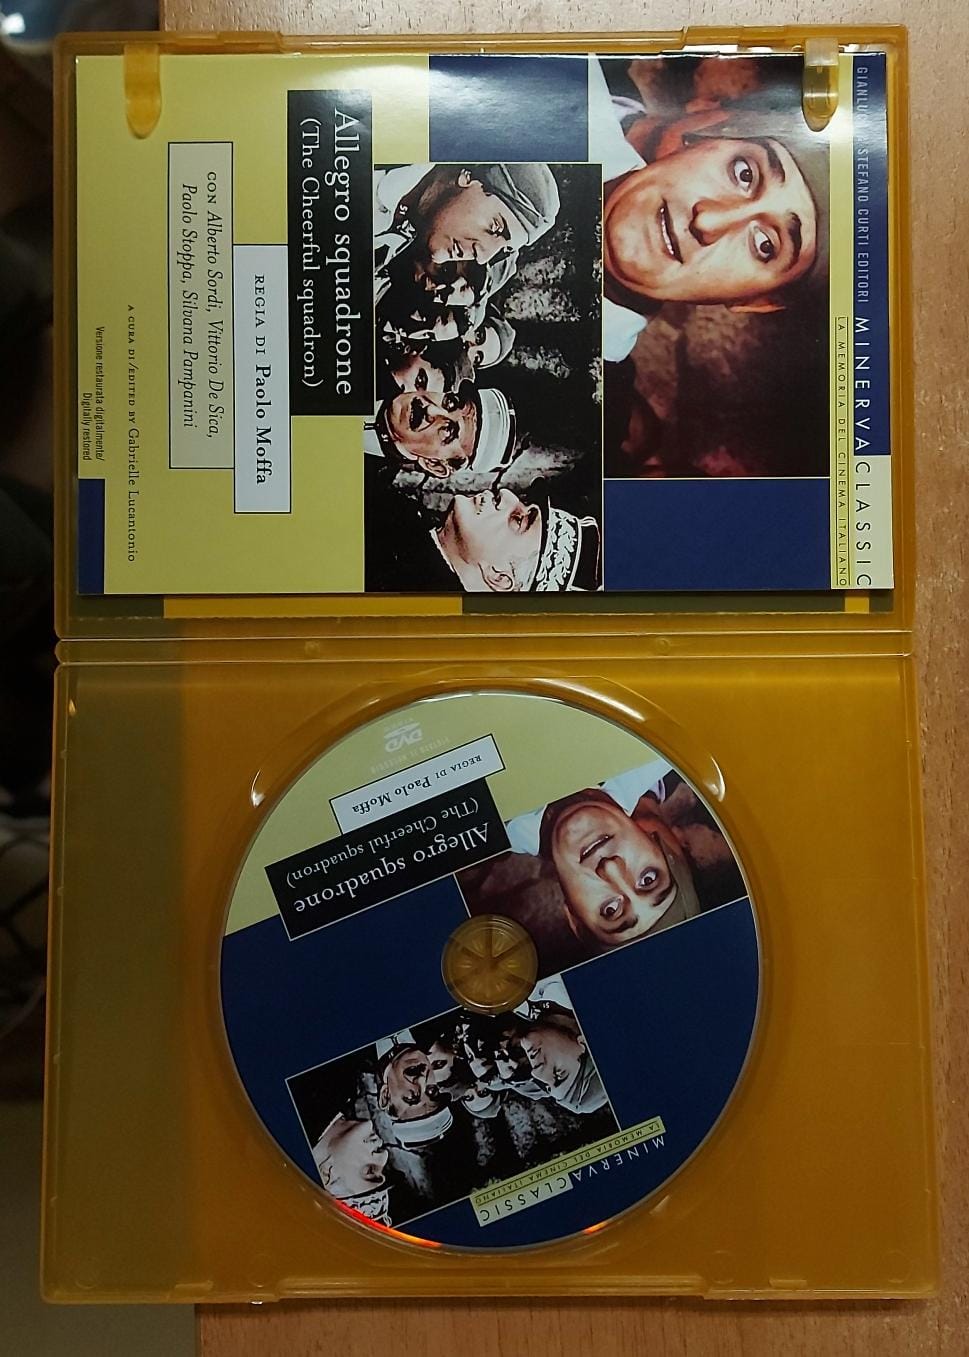 STEFANO CURTI EDITORI MINERVA CLASSIC
LA MEMORIA DEL CINEMA ITALIANO
Allegro squadrone
(The Cheerful squadron)
REGIA DI Paolo Moffa
CON Alberto Sordi, Vittorio De Sica,
Paolo Stoppa, Silvana Pampanini
A CURA DI/EDITED BY Gabrielle Lucantonio
Versione restaurata digitalmente/
Digitally restored
MINERVA CLASSIC
LA MEMORIA DEL CINEMA ITALIANO
Allegro squadrone
(The Cheerful squadron)
REGIA DI Paolo Moffa
DVD
VIDEO